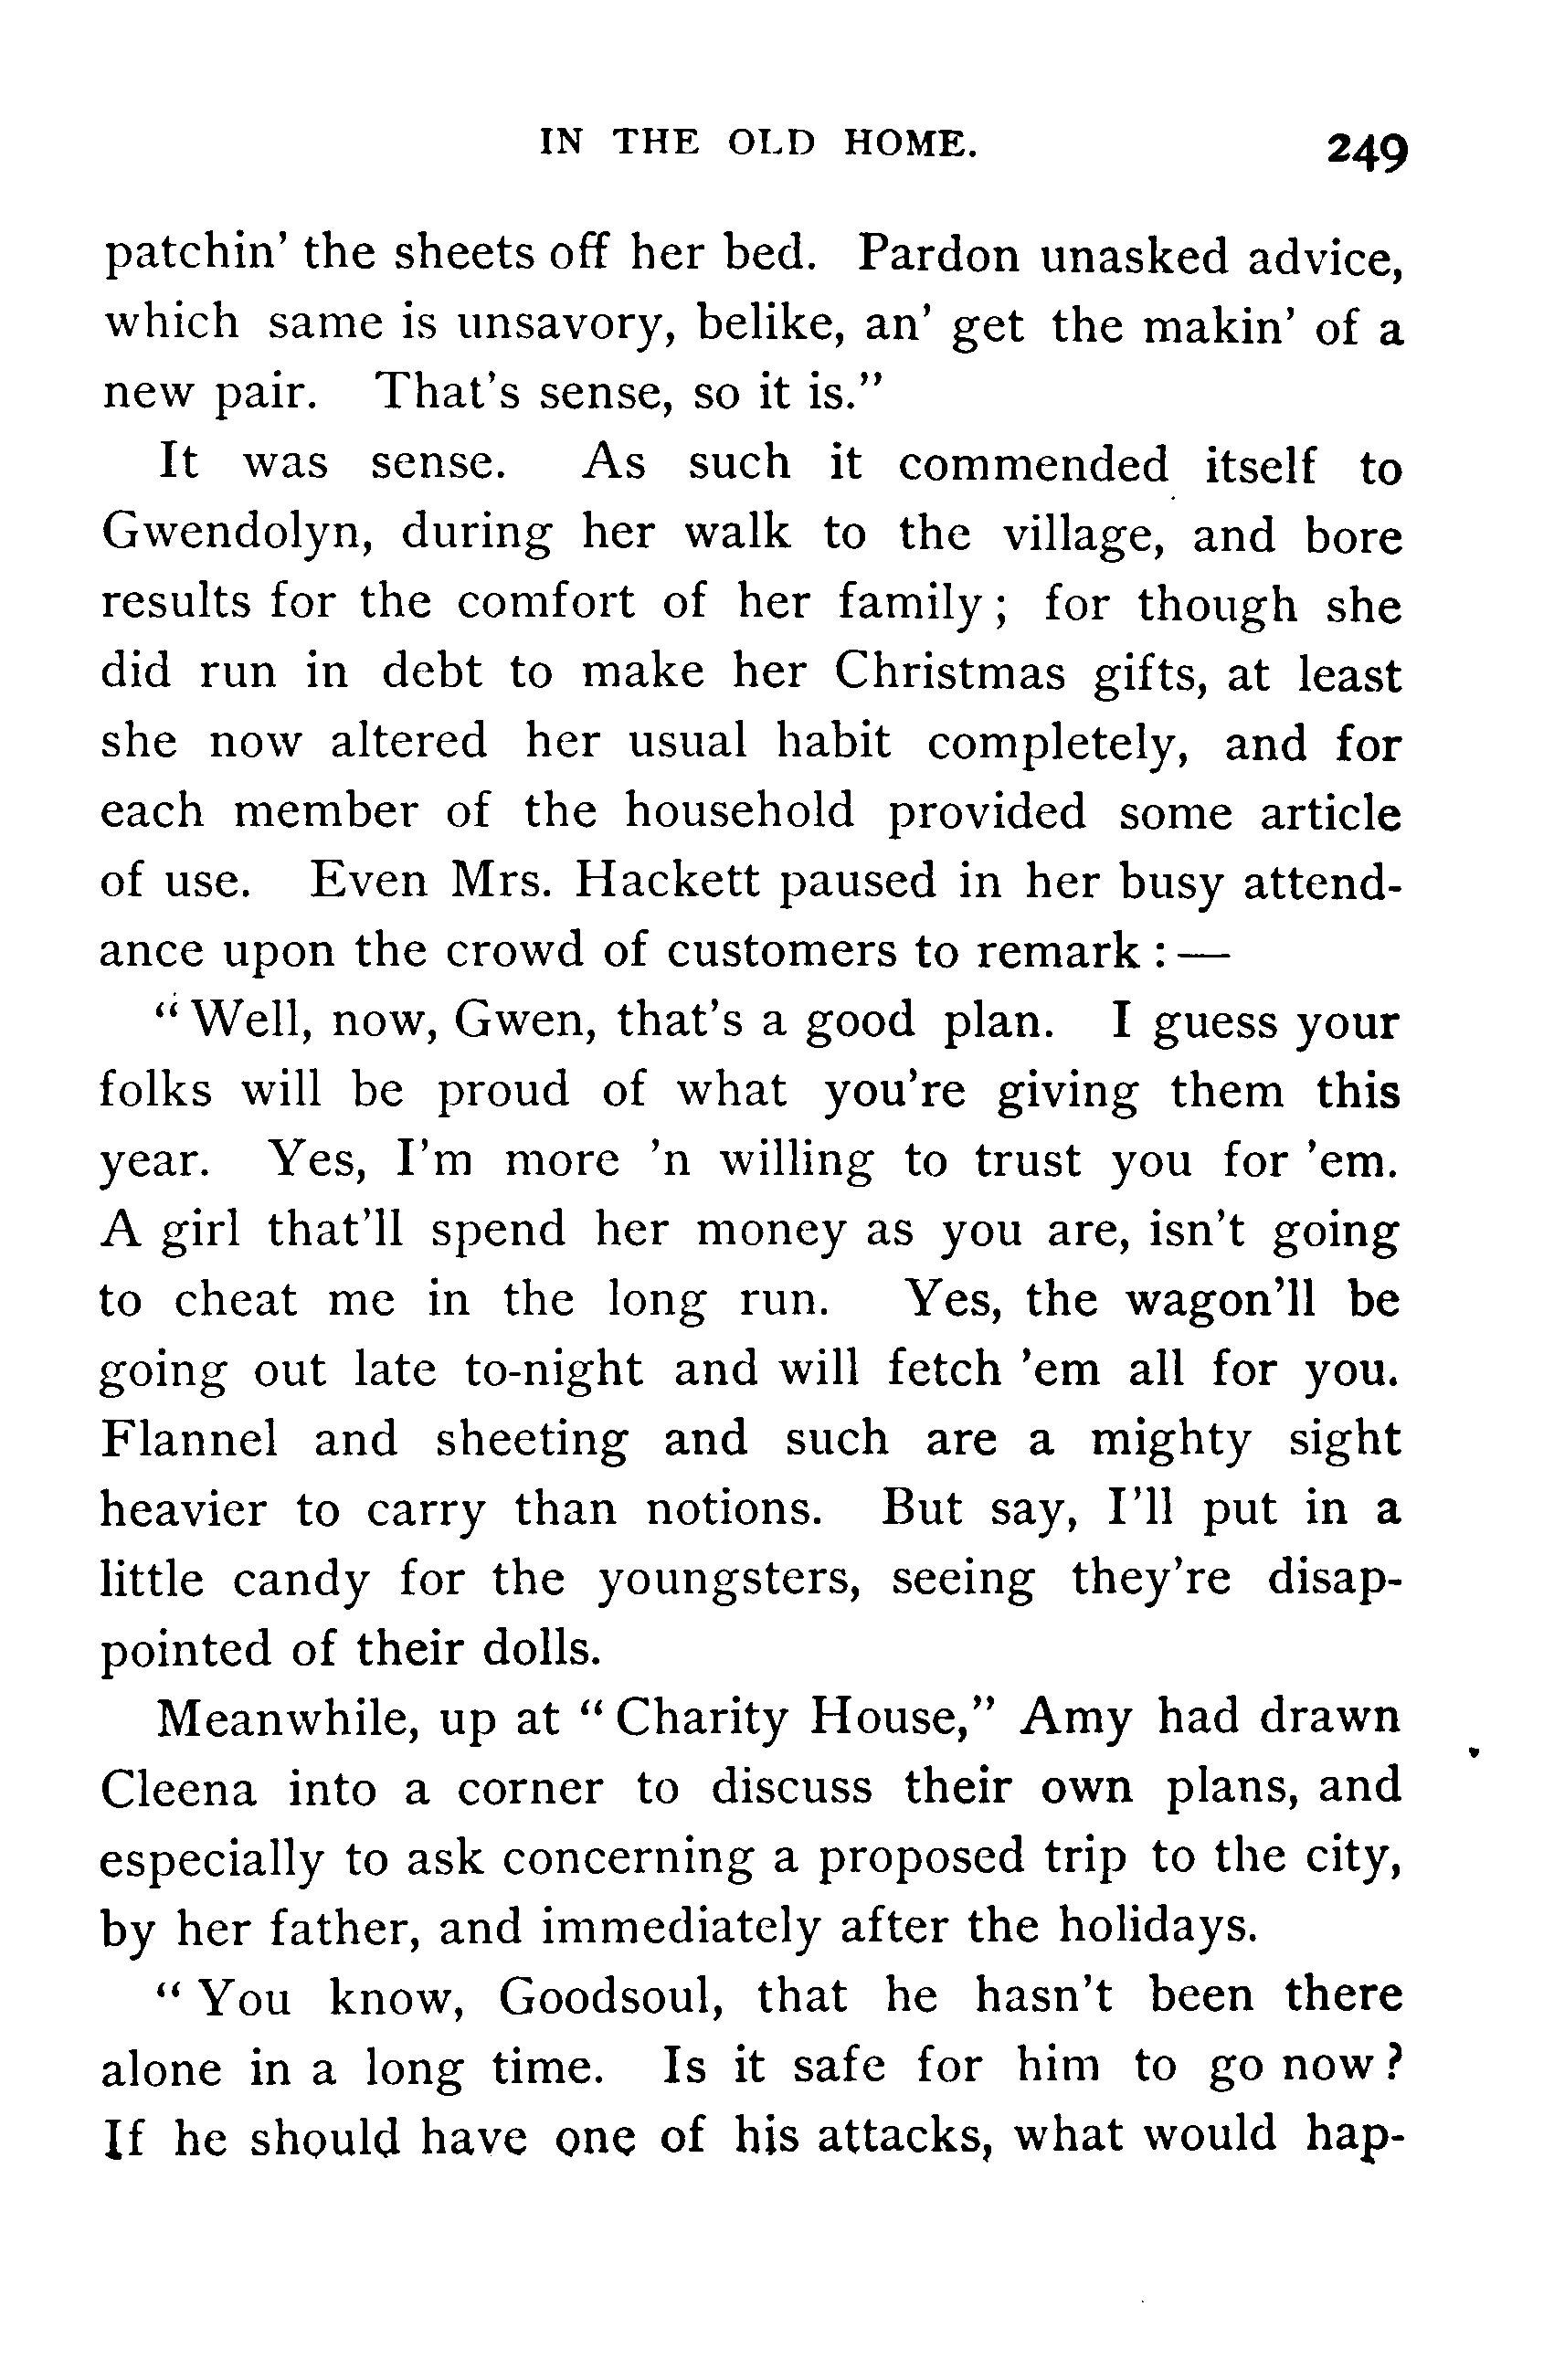 IN THE OLD HOME. 249
patchin’ the sheets off her bed. Pardon unasked advice,
which same is unsavory, belike, an’ get the makin’ of a
new pair. That’s sense, so it is.”
It was sense. As such it commended itself to
Gwendolyn, during her walk to the village, and bore
results for the comfort of her family; for though she
did run in debt to make her Christmas gifts, at least
she now altered her usual habit completely, and for
each member of the household provided some article
of use. Even Mrs. Hackett paused in her busy attend-
ance upon the crowd of customers to remark: —
“Well, now, Gwen, that’s a good plan. I guess your
folks will be proud of what you’re giving them this
year. Yes, I’m more ’n willing to trust you for ’em.
A girl that’ll spend her money as you are, isn’t going
to cheat me in the long run. Yes, the wagon’ll be
going out late to-night and will fetch ’em all for you.
Flannel and sheeting and such are a mighty sight
heavier to carry than notions. But say, I’ll put in a
little candy for the youngsters, seeing they’re disap-
pointed of their dolls.
Meanwhile, up at “Charity House,” Amy had drawn
Cleena into a corner to discuss their own plans, and
especially to ask concerning a proposed trip to the city,
by her father, and immediately after the holidays.
“You know, Goodsoul, that he hasn’t been there
alone in a long time. Is it safe for him to go now?
If he should have one of his attacks, what would hap-